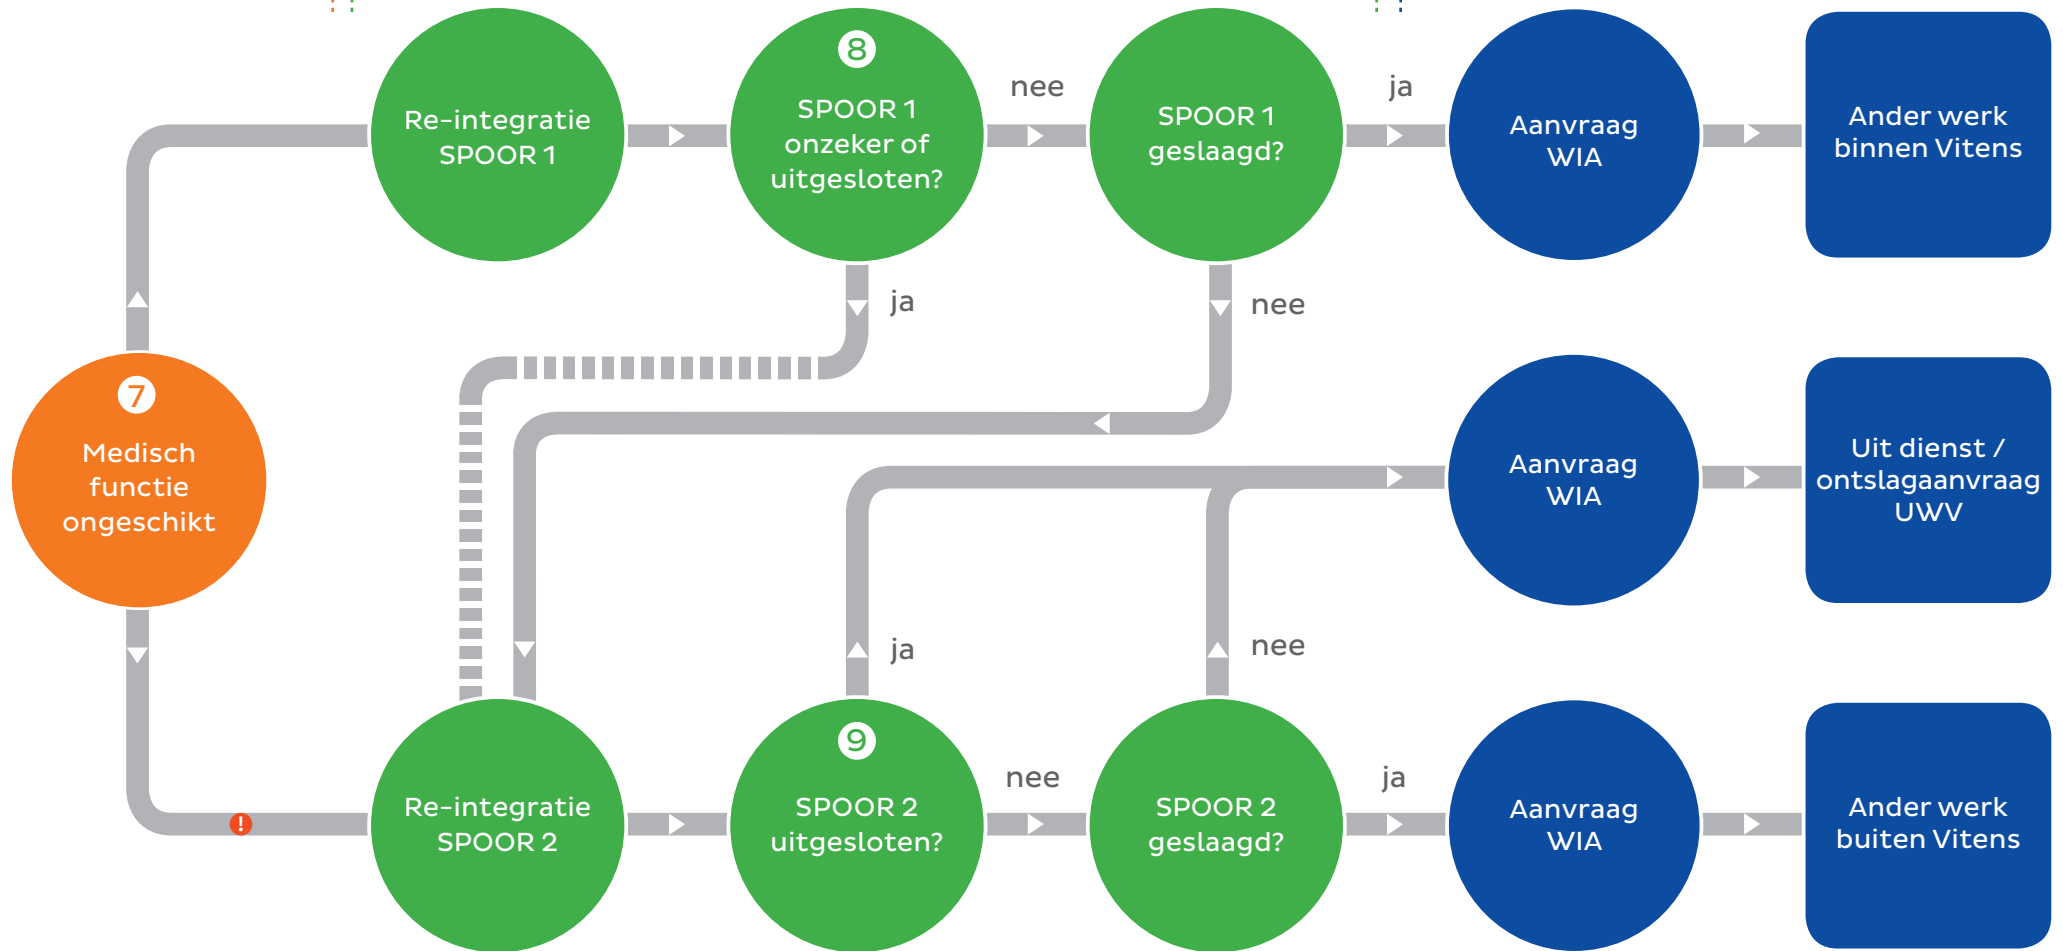 Re-integratie
SPOOR 1
8
SPOOR 1
onzeker of
uitgesloten?
nee
SPOOR 1
geslaagd?
ja
Aanvraag
WIA
Ander werk
binnen Vitens
ja
nee
7
Medisch
functie
ongeschikt
Aanvraag
WIA
Uit dienst /
ontslagaanvraag
UWV
ja
nee
!
Re-integratie
SPOOR 2
9
SPOOR 2
uitgesloten?
nee
SPOOR 2
geslaagd?
ja
Aanvraag
WIA
Ander werk
buiten Vitens